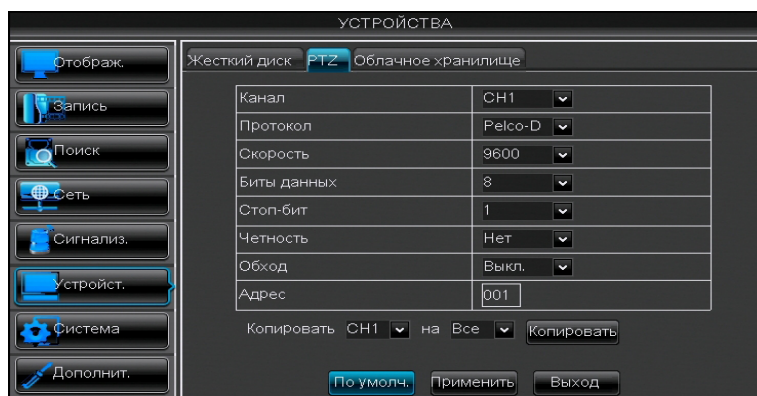 УСТРОЙСТВА
Отображ.
Запись
Поиск
Сеть
Сигнализ.
Устройст.
Система
Дополнит.
Жесткий диск PTZ Облачное хранилище
Канал CH1
Протокол Pelco-D
Скорость 9600
Биты данных 8
Стоп-бит 1
Четность Нет
Обход Выкл.
Адрес 001
Копировать CH1 на Все Копировать
По умолч. Применить Выход